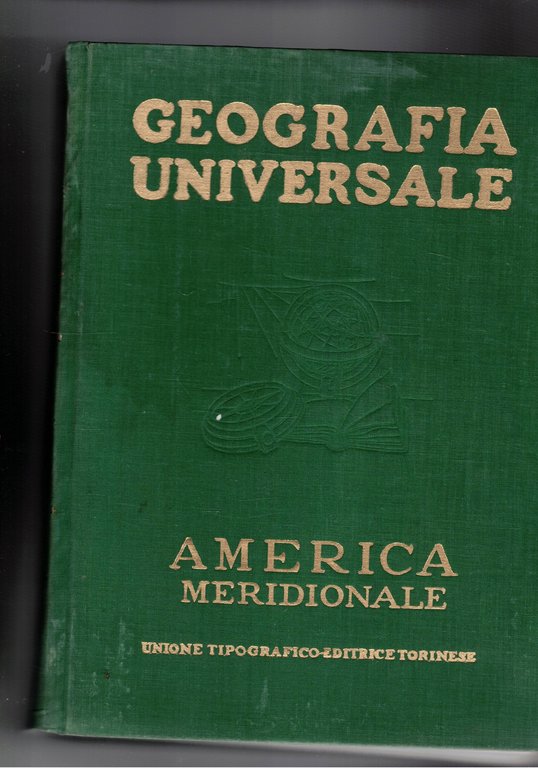 GEOGRAFIA
UNIVERSALE
AMERICA
MERIDIONALE
UNIONE TIPOGRAFICO-EDITRICE TORINESE